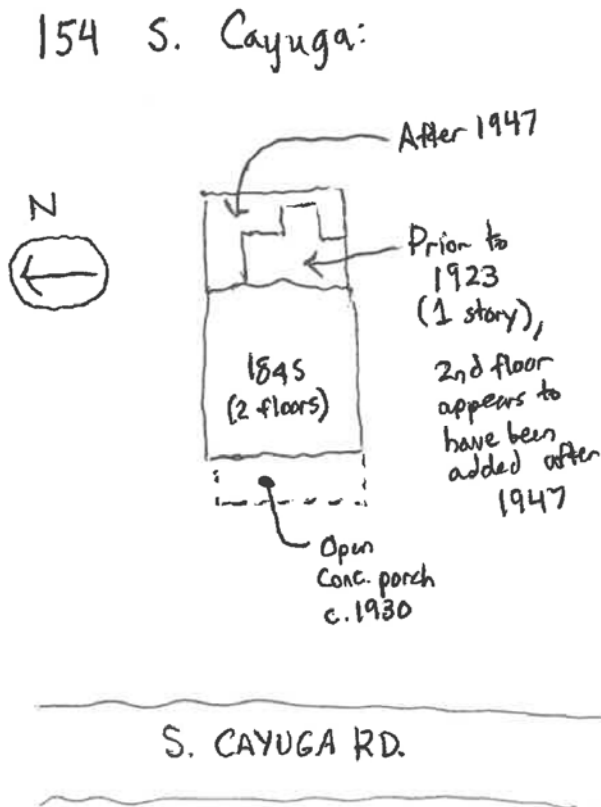 154 S. Cayuga:
After 1947
N
Prior to
1923
(1 story),
2nd floor
appears to
have been
added after
1947
1845
(2 floors)
Open
Conc. porch
c.1930
S. CAYUGA RD.